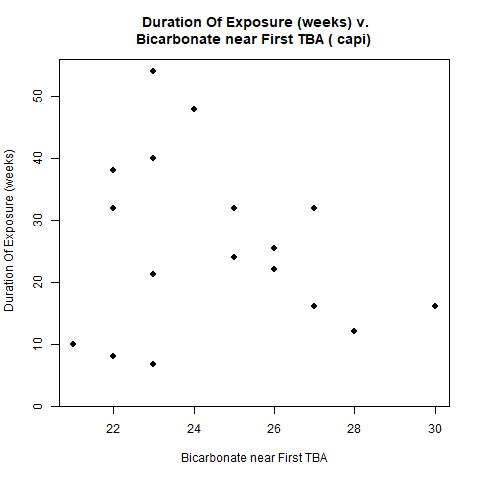 Duration Of Exposure (weeks) v.
Bicarbonate near First TBA ( capi)
Duration Of Exposure (weeks)
50
40
30
20
10
0
22 24 26 28 30
Bicarbonate near First TBA